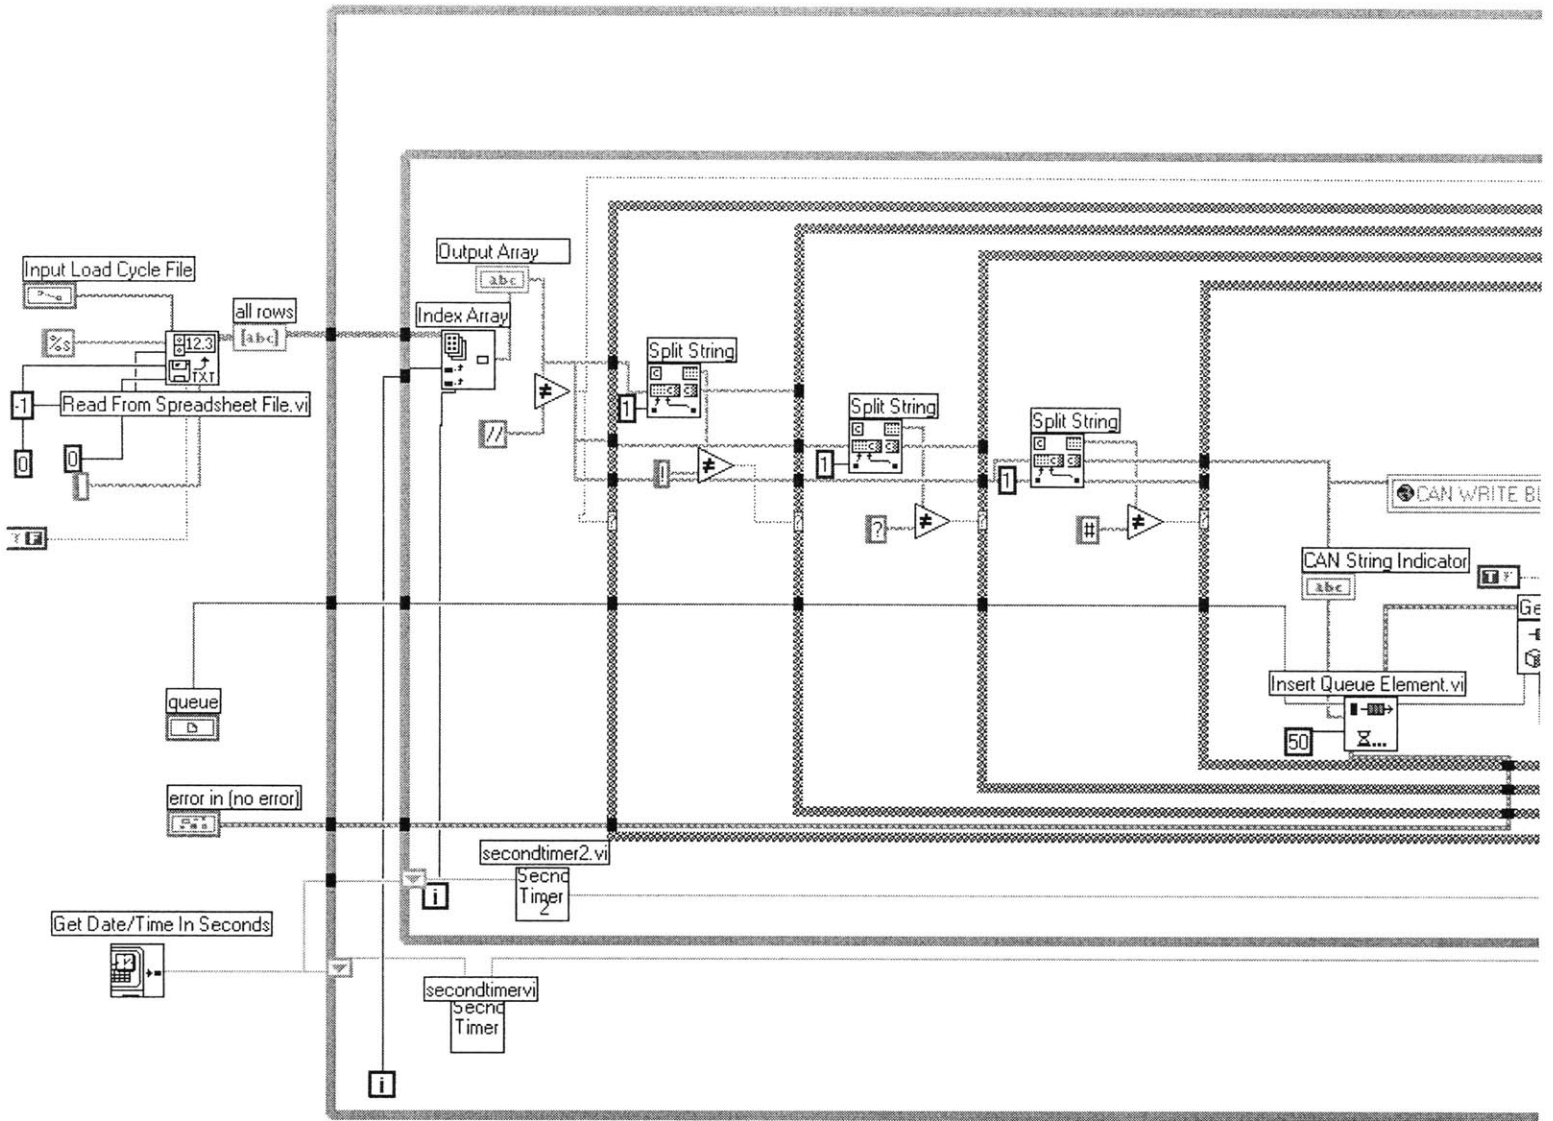 Output Array
abc
Input Load Cycle File
all rows
[abc]
Index Array
%s
12.3
TXT
Split String
-1
Read From Spreadsheet File.vi
1
Split String
Split String
//
≠
0
0
!
≠
1
1
?
≠
#
≠
CAN WRITE
? F
CAN String Indicator
abc
T F
queue
Insert Queue Element.vi
50
error in (no error)
secondtimer2.vi
i
Secnd
Timer
2
Get Date/Time In Seconds
secondtimervi
Secnd
Timer
i